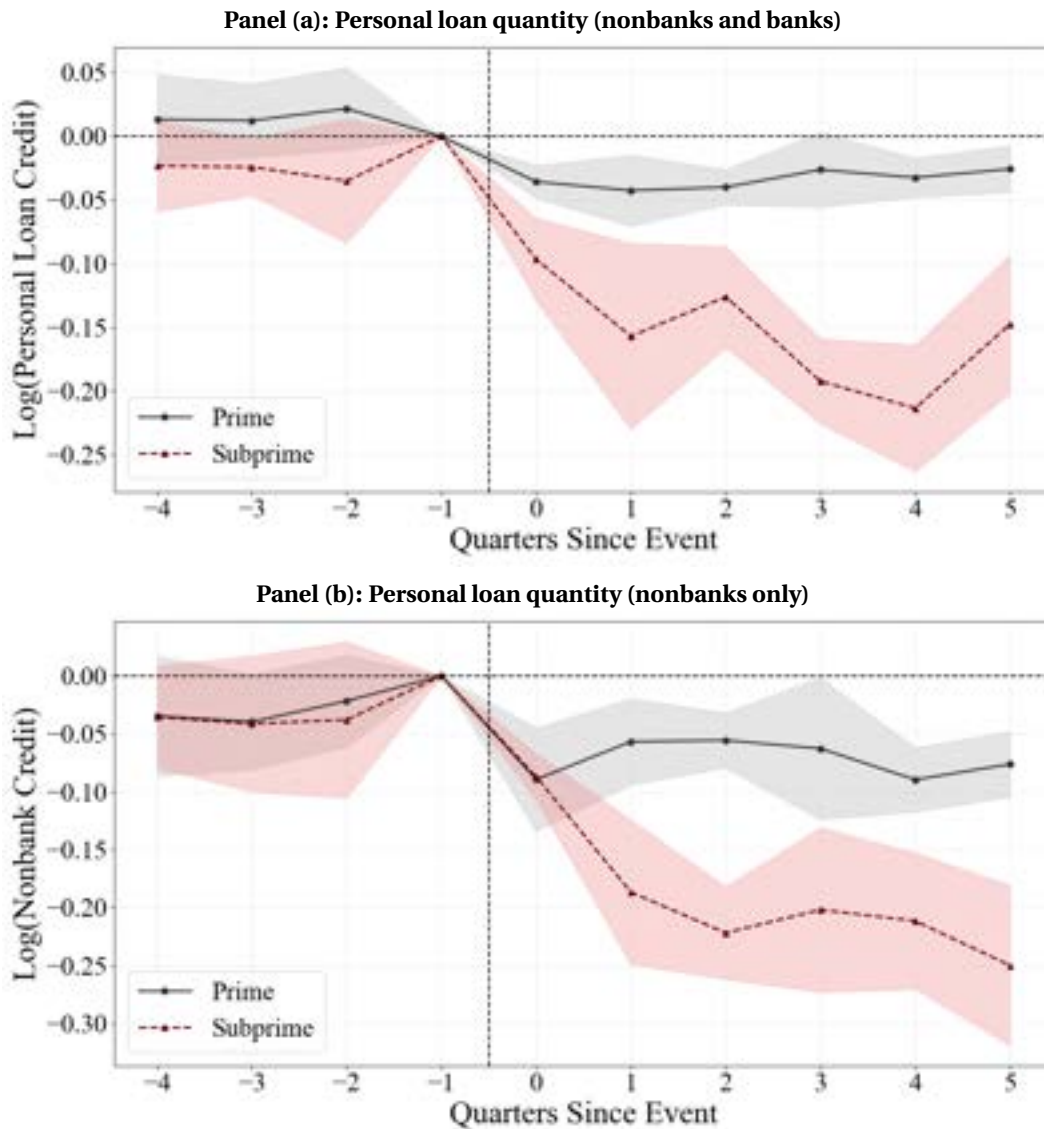 Panel (a): Personal loan quantity (nonbanks and banks)
Log(Personal Loan Credit)
0.05
0.00
−0.05
−0.10
−0.15
−0.20
−0.25
Prime
Subprime
−4 −3 −2 −1 0 1 2 3 4 5
Quarters Since Event
Panel (b): Personal loan quantity (nonbanks only)
Log(Nonbank Credit)
0.00
−0.05
−0.10
−0.15
−0.20
−0.25
−0.30
Prime
Subprime
−4 −3 −2 −1 0 1 2 3 4 5
Quarters Since Event